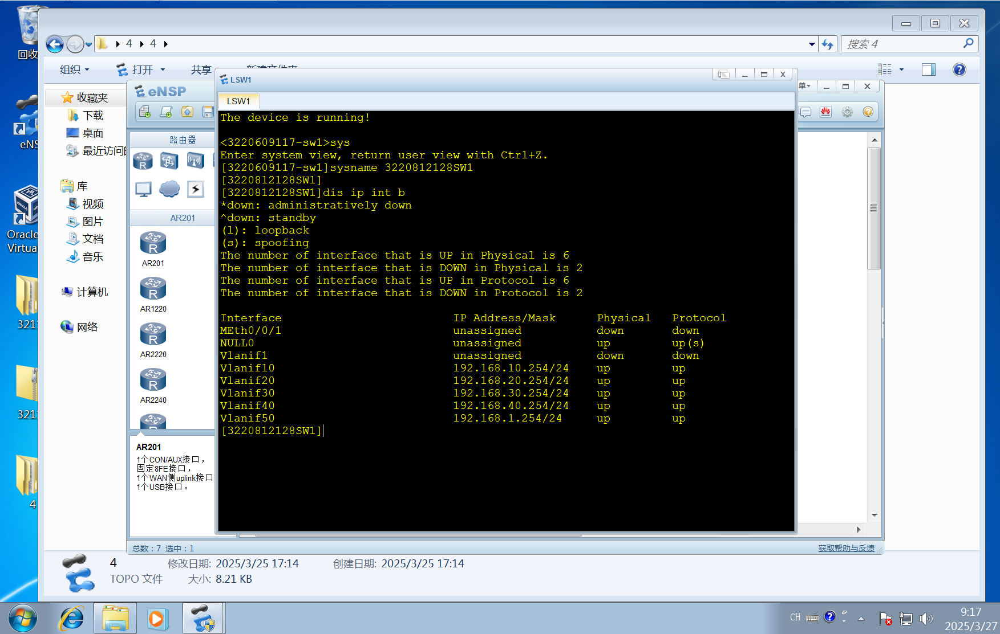 回收
4 4
搜索 4
组织
打开
共享
新建文件夹
LSW1
单
eNSP
LSW1
收藏夹
下载
桌面
最近访问的
库
视频
图片
文档
音乐
计算机
网络
eNS
Oracle
Virtua
321
321
4
路由器
AR201
AR201
AR1220
AR2220
AR2240
AR201
1个CON/AUX接口，
固定8FE接口，
1个WAN侧uplink接口
1个USB接口。
The device is running!
<3220609117-sw1>sys
Enter system view, return user view with Ctrl+Z.
[3220609117-sw1]sysname 3220812128SW1
[3220812128SW1]
[3220812128SW1]dis ip int b
*down: administratively down
^down: standby
(l): loopback
(s): spoofing
The number of interface that is UP in Physical is 6
The number of interface that is DOWN in Physical is 2
The number of interface that is UP in Protocol is 6
The number of interface that is DOWN in Protocol is 2
Interface IP Address/Mask Physical Protocol
MEth0/0/1 unassigned down down
NULL0 unassigned up up(s)
Vlanif1 unassigned down down
Vlanif10 192.168.10.254/24 up up
Vlanif20 192.168.20.254/24 up up
Vlanif30 192.168.30.254/24 up up
Vlanif40 192.168.40.254/24 up up
Vlanif50 192.168.1.254/24 up up
[3220812128SW1]
总数：7 选中：1
获取帮助与反馈
4 修改日期: 2025/3/25 17:14 创建日期: 2025/3/25 17:14
TOPO 文件 大小: 8.21 KB
CH
9:17
2025/3/27